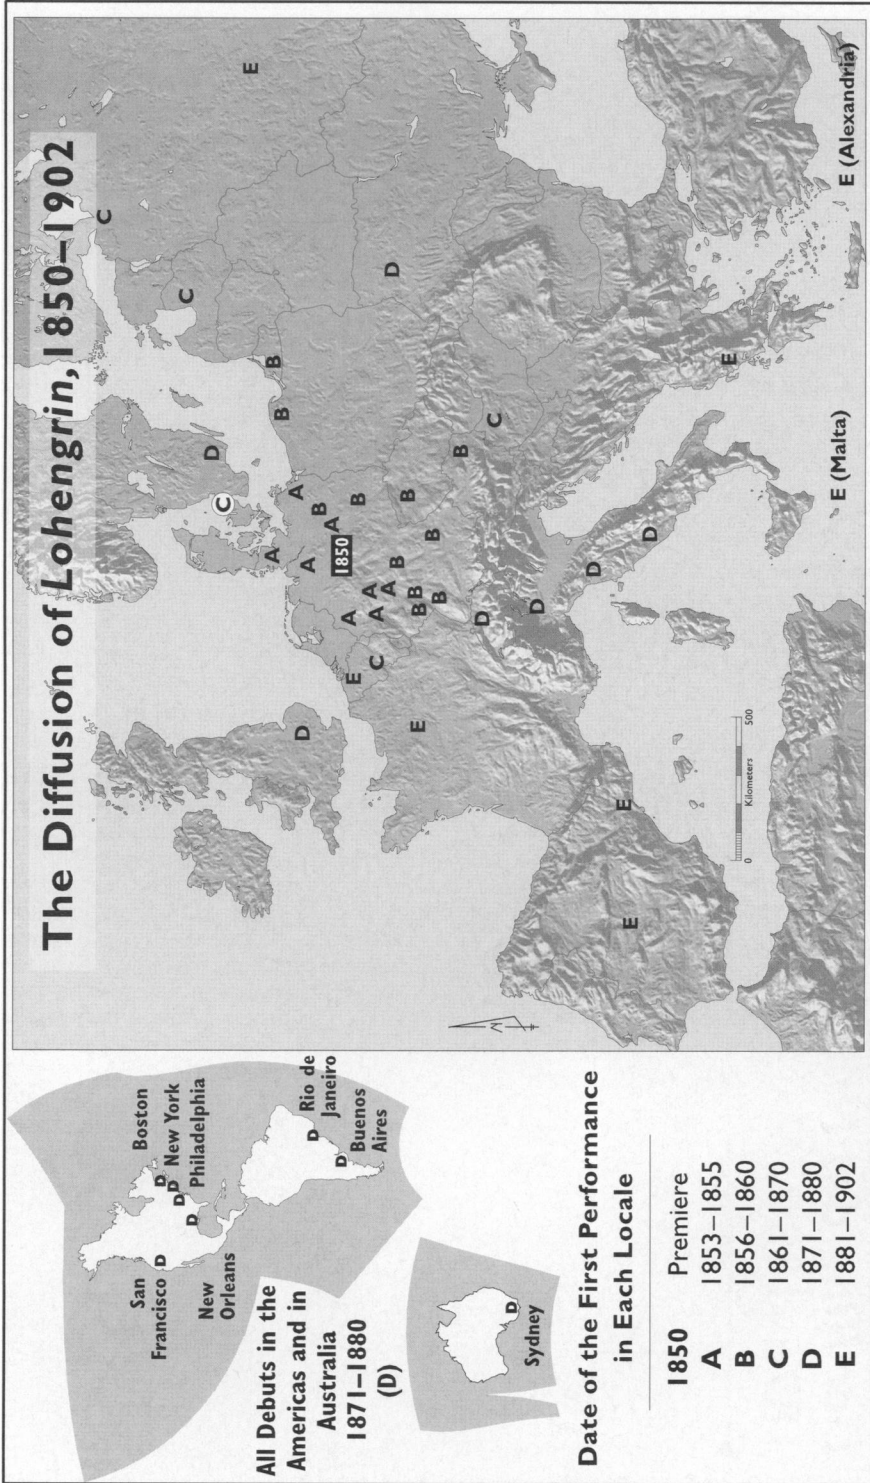 The Diffusion of Lohengrin, 1850–1902
C
C
D
C
E
A
B
B
A
D
A
B
A
1850
A
E
B
A
A
C
A
D
B
B
B
E
B
B
B
B
D
C
D
D
E
E
D
E
E (Malta)
E (Alexandria)
N
0 500
Kilometers
Boston
New York
Philadelphia
San
Francisco
New
Orleans
Rio de
Janeiro
Buenos
Aires
D
D
D
D
D
D
D
All Debuts in the
Americas and in
Australia
1871–1880
(D)
D
Sydney
Date of the First Performance
in Each Locale
1850 Premiere
A 1853–1855
B 1856–1860
C 1861–1870
D 1871–1880
E 1881–1902